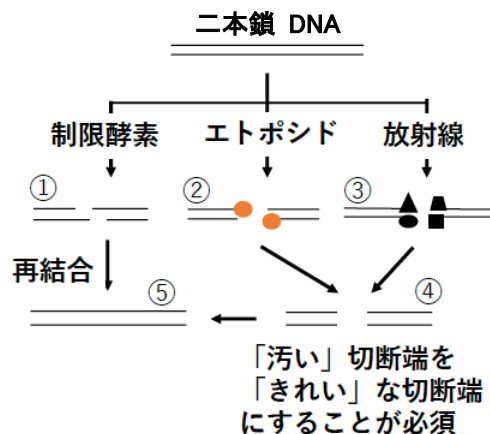 二本鎖 DNA
制限酵素
エトポシド
放射線
①
②
③
再結合
⑤
④
「汚い」切断端を
「きれい」な切断端
にすることが必須